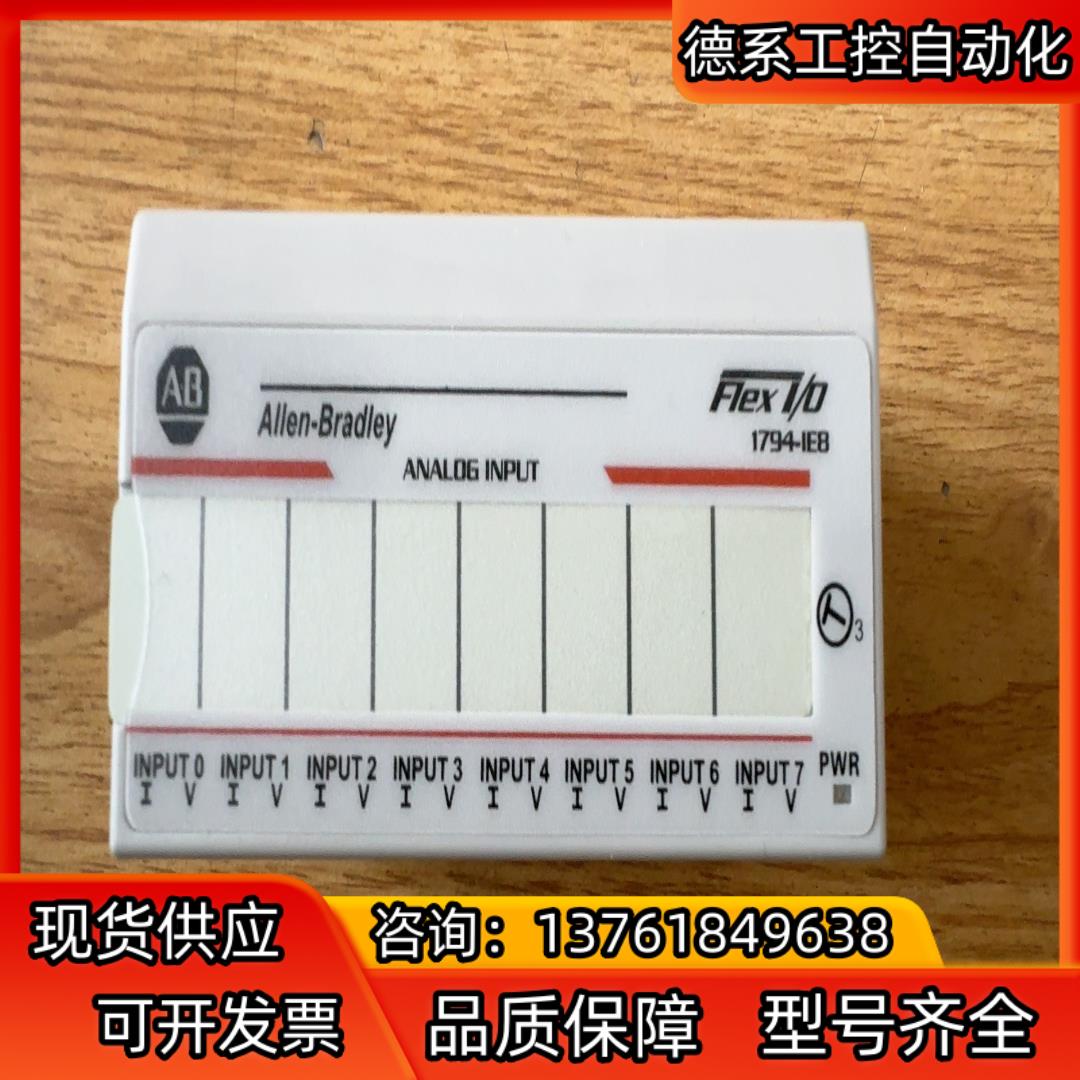 德系工控自动化
AB
Allen-Bradley
Flex I/O
1794-IE8
ANALOG INPUT
3
INPUT 0 INPUT 1 INPUT 2 INPUT 3 INPUT 4 INPUT 5 INPUT 6 INPUT 7 PWR
I V I V I V I V I V I V I V I V
现货供应
咨询：13761849638
可开发票 品质保障 型号齐全